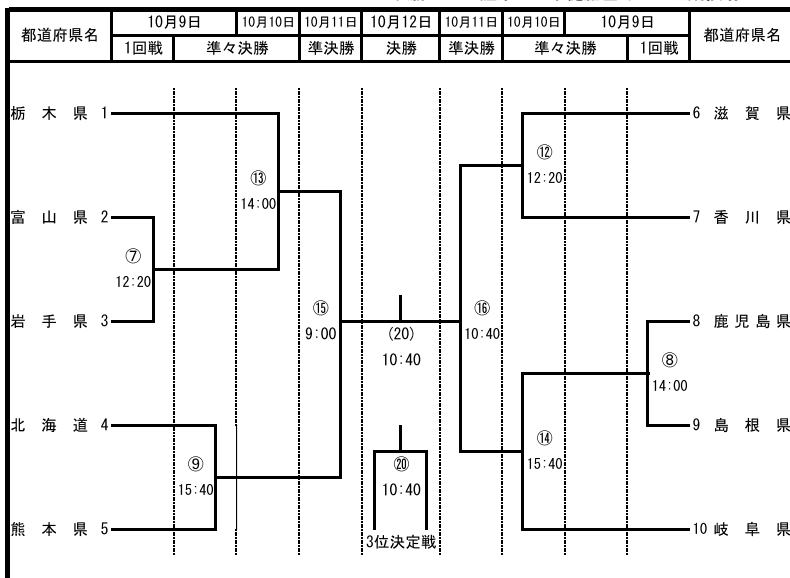 都道府県名 10月9日 10月10日 10月11日 10月12日 10月11日 10月10日 10月9日 都道府県名
1回戦 準々決勝 準決勝 決勝 準決勝 準々決勝 1回戦
栃木県 1 6 滋賀県
⑫
⑬ 12:20
14:00
富山県 2 7 香川県
⑦
12:20
⑮ ⑯
岩手県 3 8 鹿児島県
9:00 (20) 10:40
10:40 ⑧
14:00
北海道 4 9 島根県
⑭
⑨ ⑳ 15:40
15:40 10:40
熊本県 5 10 岐阜県
3位決定戦